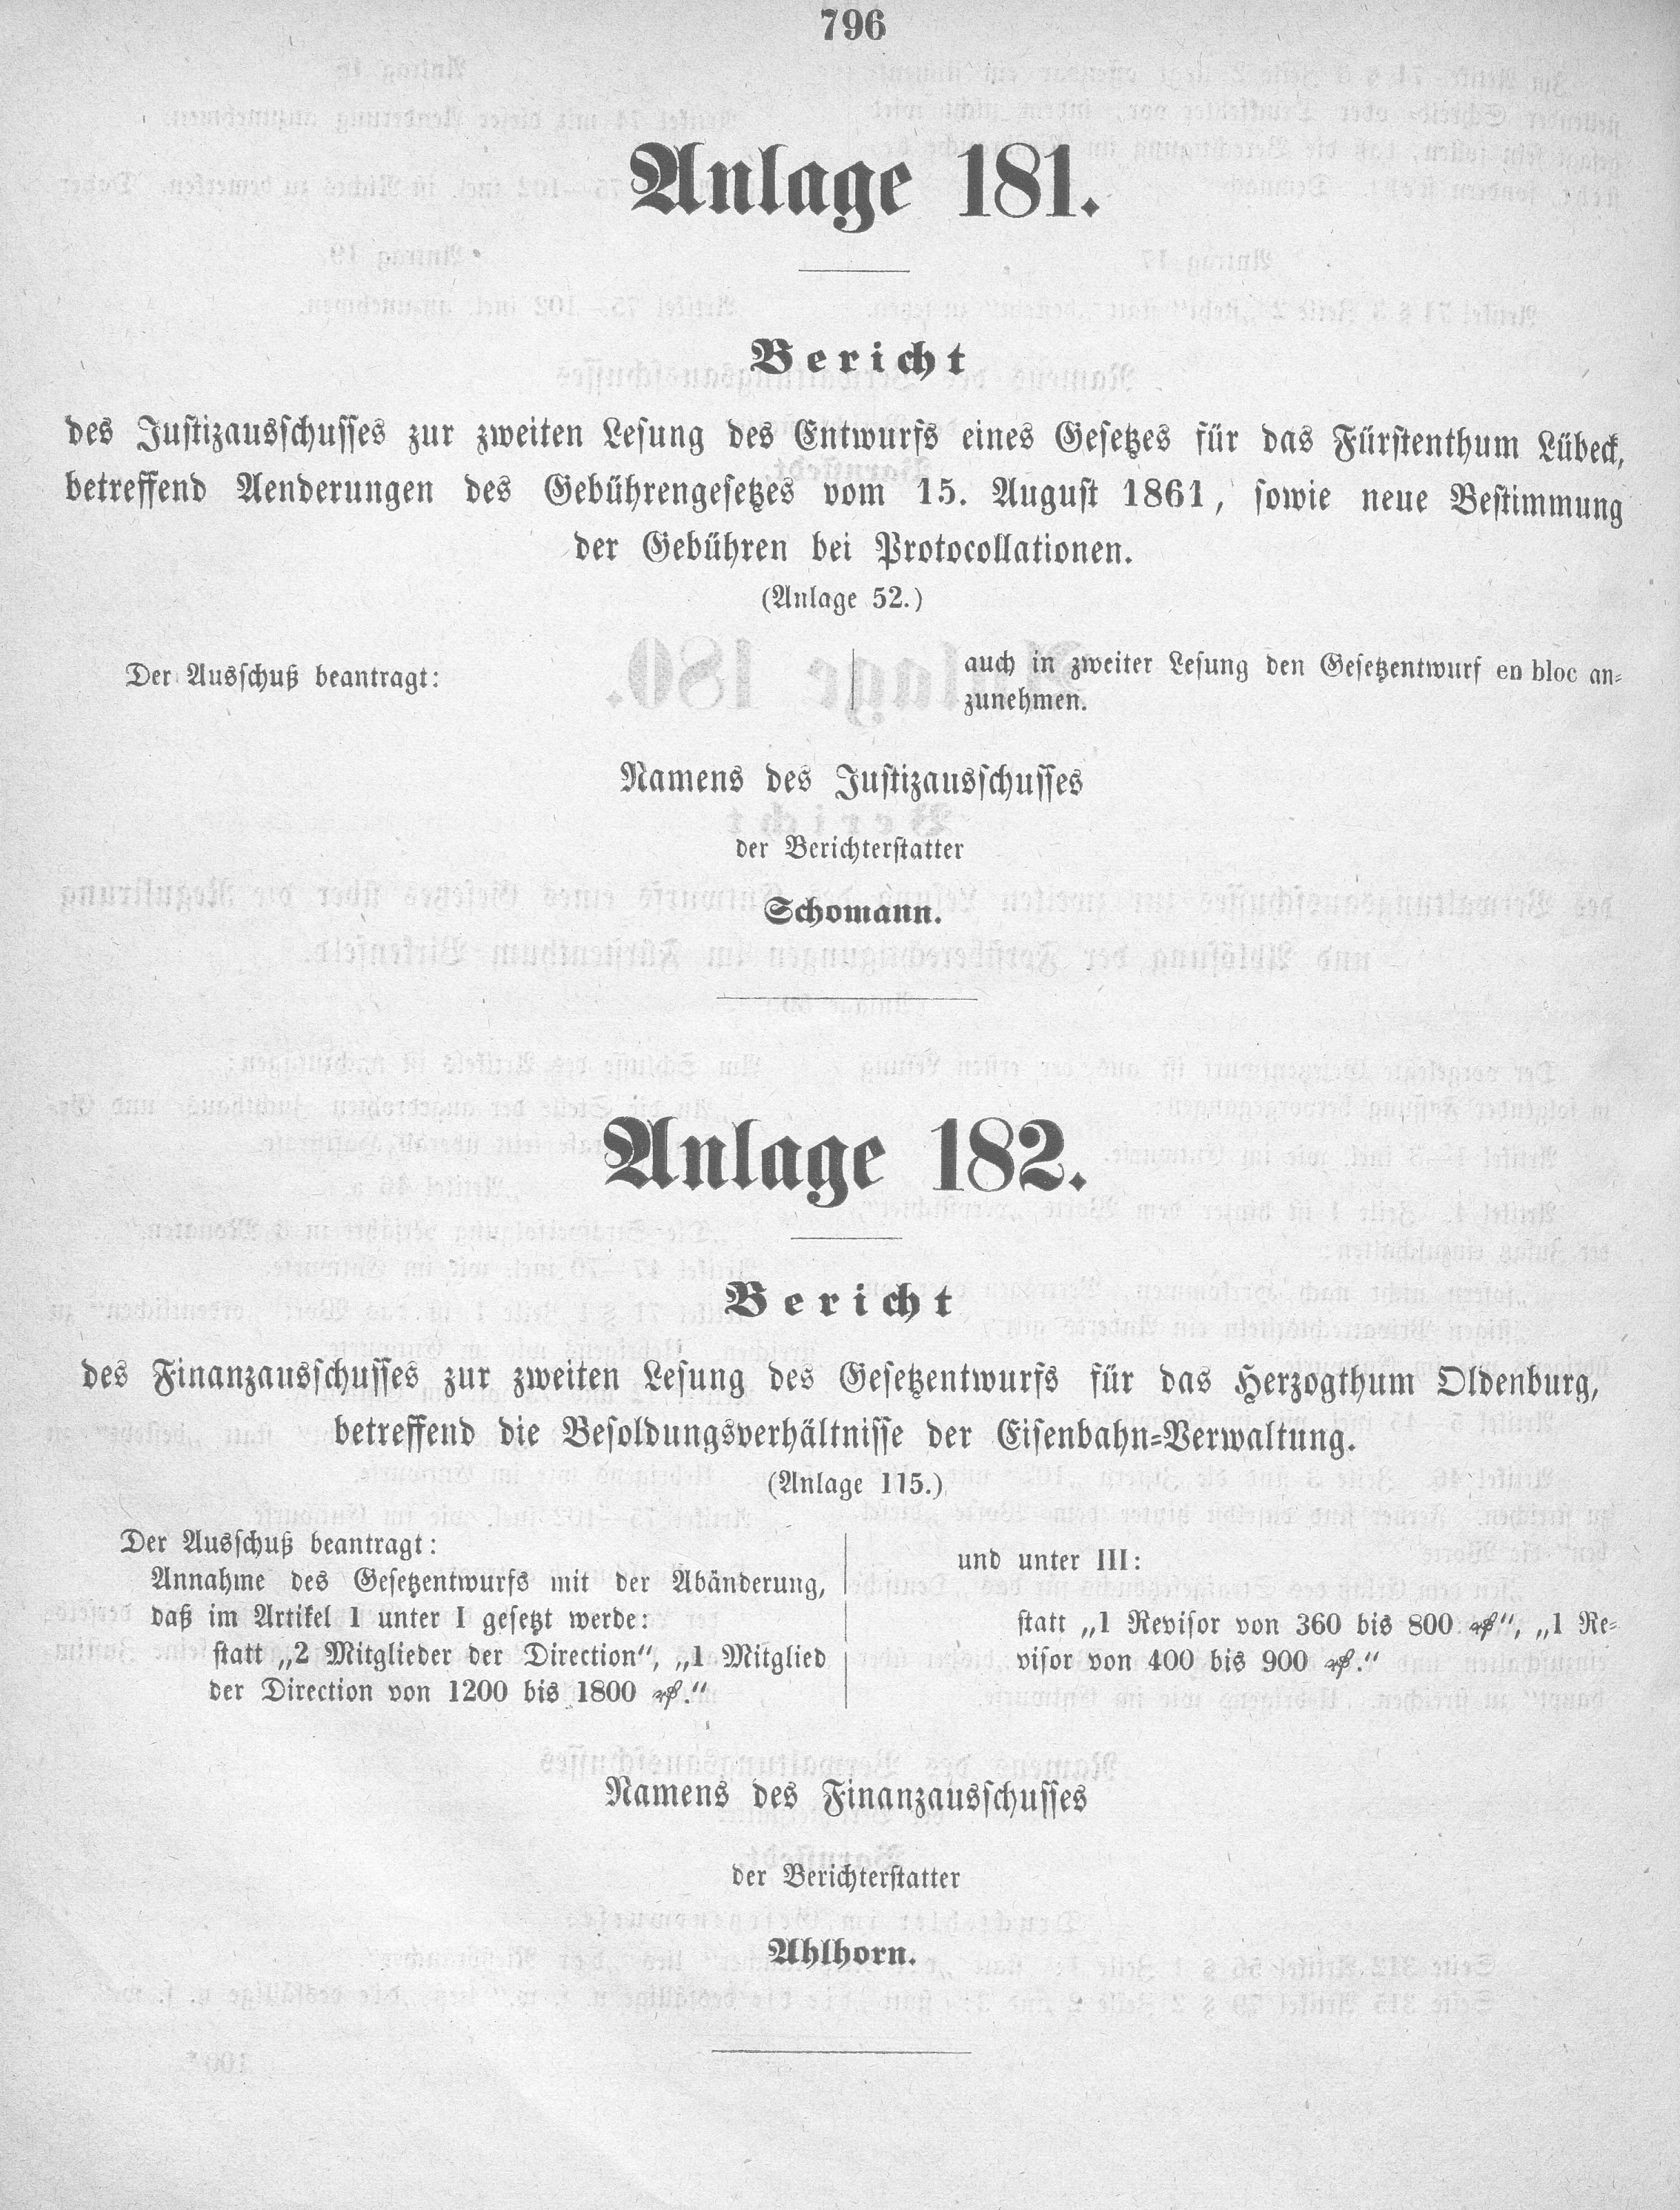 796
Anlage 181.
Bericht
des Justizausschusses zur zweiten Lesung des Entwurfs eines Gesetzes für das Fürstenthum Lübeck,
betreffend Aenderungen des Gebührengesetzes vom 15. August 1861, sowie neue Bestimmung
der Gebühren bei Protocollationen.
(Anlage 52.)
Der Ausschuß beantragt:
auch in zweiter Lesung den Gesetzentwurf en bloc an-
zunehmen.
Namens des Justizausschusses
der Berichterstatter
Schomann.
Anlage 182.
Bericht
des Finanzausschusses zur zweiten Lesung des Gesetzentwurfs für das Herzogthum Oldenburg,
betreffend die Besoldungsverhältnisse der Eisenbahn-Verwaltung.
(Anlage 115.)
Der Ausschuß beantragt:
Annahme des Gesetzentwurfs mit der Abänderung,
daß im Artikel 1 unter I gesetzt werde:
statt „2 Mitglieder der Direction“, „1 Mitglied
der Direction von 1200 bis 1800 ₰.“
und unter III:
statt „1 Revisor von 360 bis 800 ₰“, „1 Re-
visor von 400 bis 900 ₰.“
Namens des Finanzausschusses
der Berichterstatter
Ahlhorn.